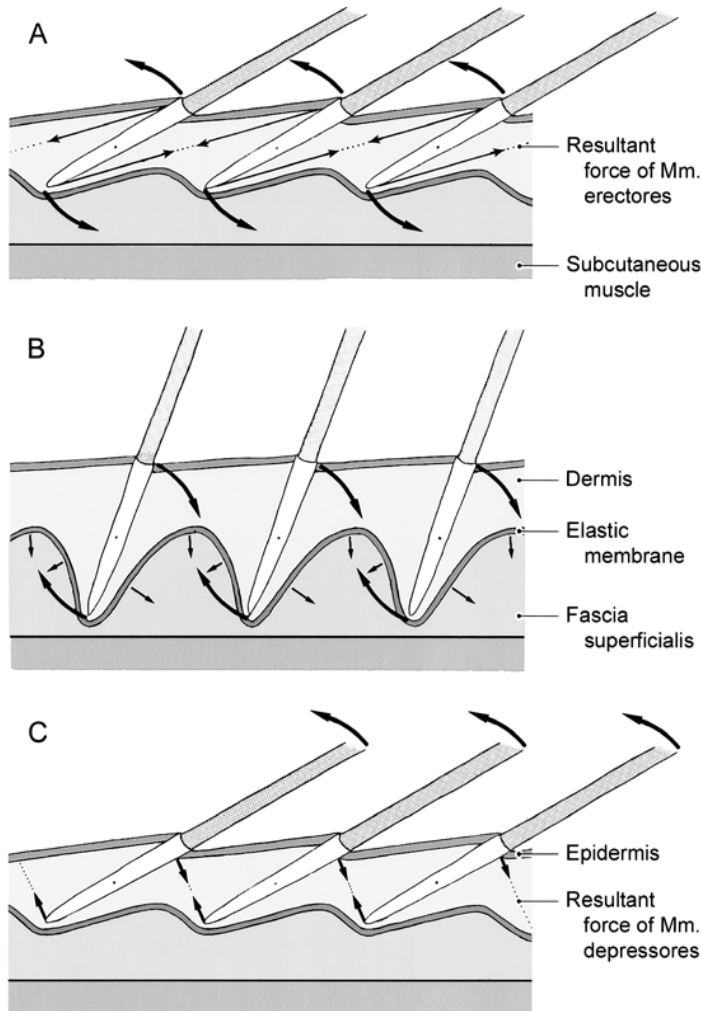 A
Resultant
force of Mm.
erectores
Subcutaneous
muscle
B
Dermis
Elastic
membrane
Fascia
superficialis
C
Epidermis
Resultant
force of Mm.
depressores